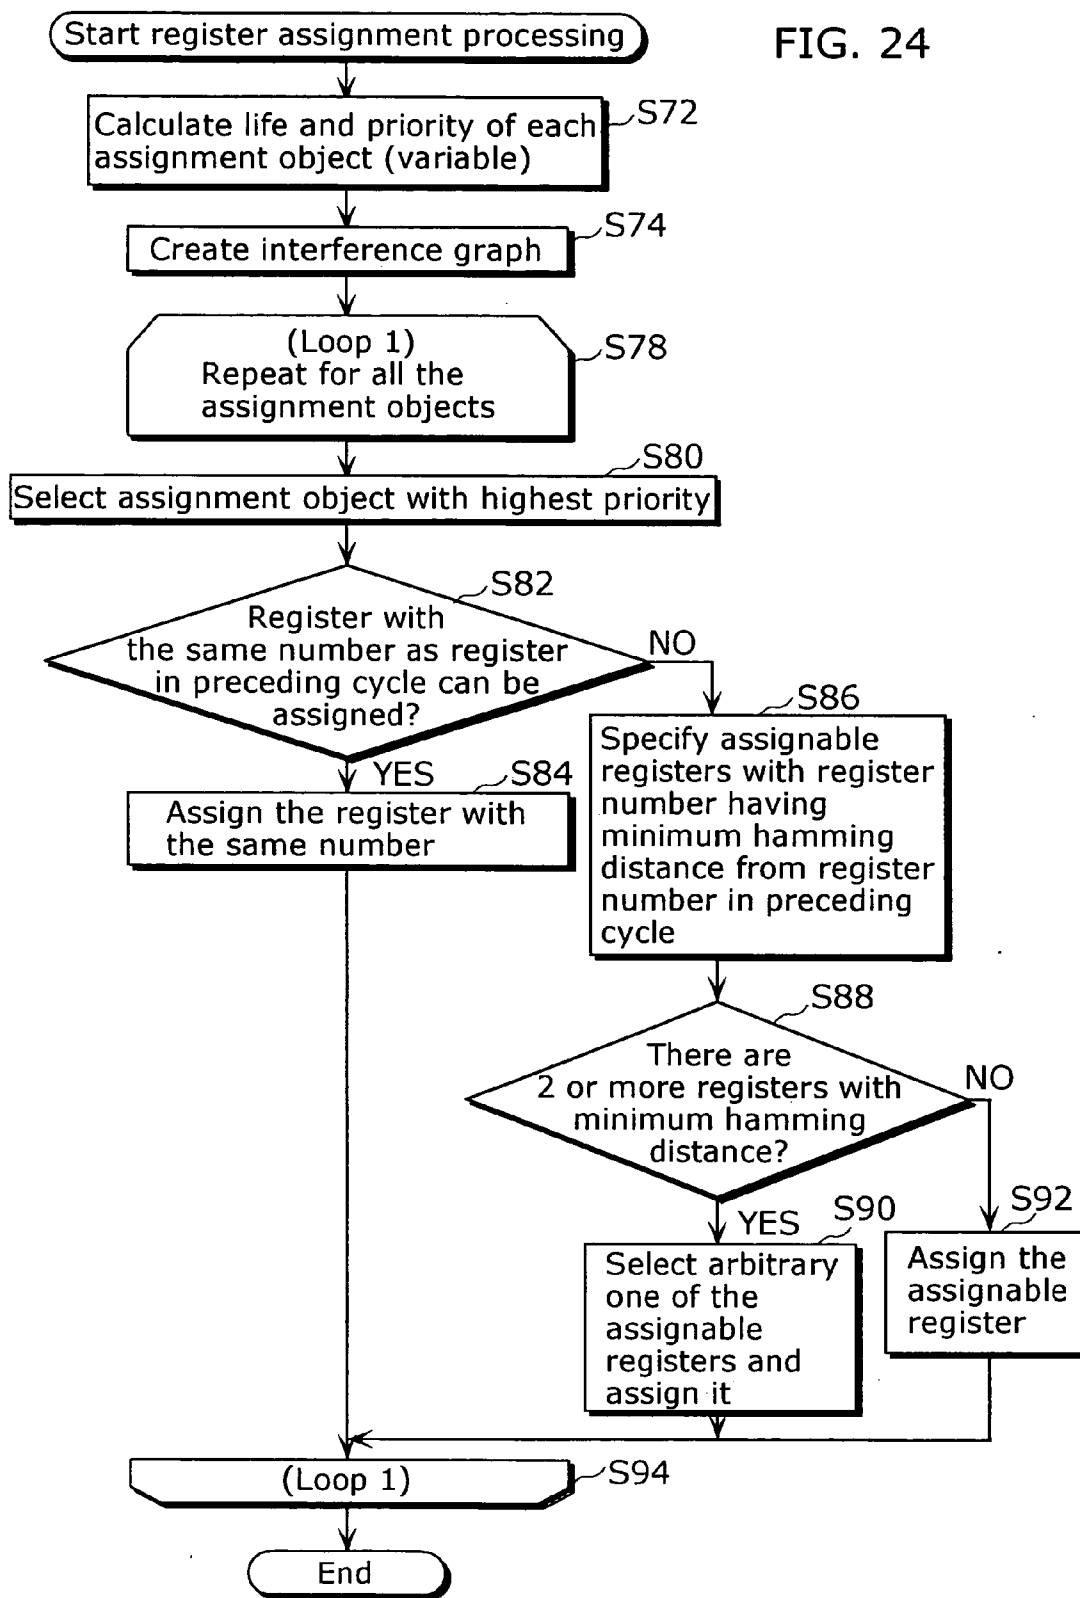 Start register assignment processing
FIG. 24
S72
Calculate life and priority of each
assignment object (variable)
S74
Create interference graph
S78
(Loop 1)
Repeat for all the
assignment objects
S80
Select assignment object with highest priority
S82
Register with
the same number as register
in preceding cycle can be
assigned?
NO
YES
S84
Assign the register with
the same number
S86
Specify assignable
registers with register
number having
minimum hamming
distance from register
number in preceding
cycle
S88
There are
2 or more registers with
minimum hamming
distance?
NO
YES
S90
Select arbitrary
one of the
assignable
registers and
assign it
S92
Assign the
assignable
register
(Loop 1)
S94
End